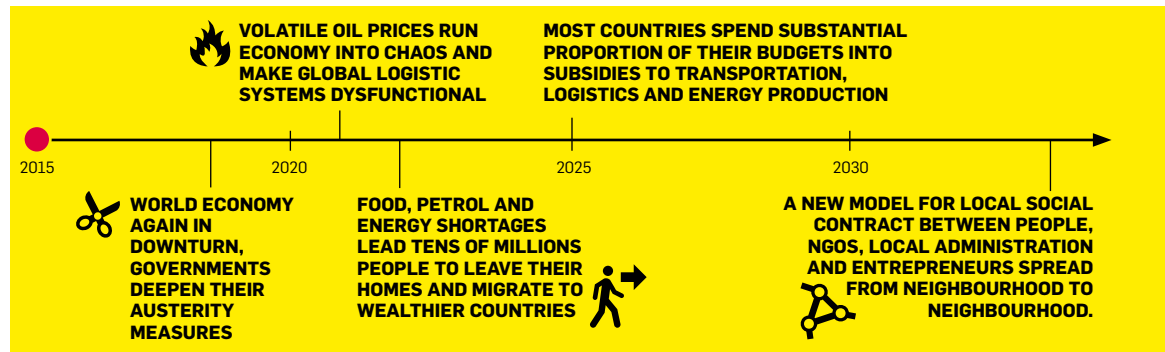 VOLATILE OIL PRICES RUN
ECONOMY INTO CHAOS AND
MAKE GLOBAL LOGISTIC
SYSTEMS DYSFUNCTIONAL
MOST COUNTRIES SPEND SUBSTANTIAL
PROPORTION OF THEIR BUDGETS INTO
SUBSIDIES TO TRANSPORTATION,
LOGISTICS AND ENERGY PRODUCTION
2015
2020
2025
2030
WORLD ECONOMY
AGAIN IN
DOWNTURN,
GOVERNMENTS
DEEPEN THEIR
AUSTERITY
MEASURES
FOOD, PETROL AND
ENERGY SHORTAGES
LEAD TENS OF MILLIONS
PEOPLE TO LEAVE THEIR
HOMES AND MIGRATE TO
WEALTHIER COUNTRIES
A NEW MODEL FOR LOCAL SOCIAL
CONTRACT BETWEEN PEOPLE,
NGOS, LOCAL ADMINISTRATION
AND ENTREPRENEURS SPREAD
FROM NEIGHBOURHOOD TO
NEIGHBOURHOOD.